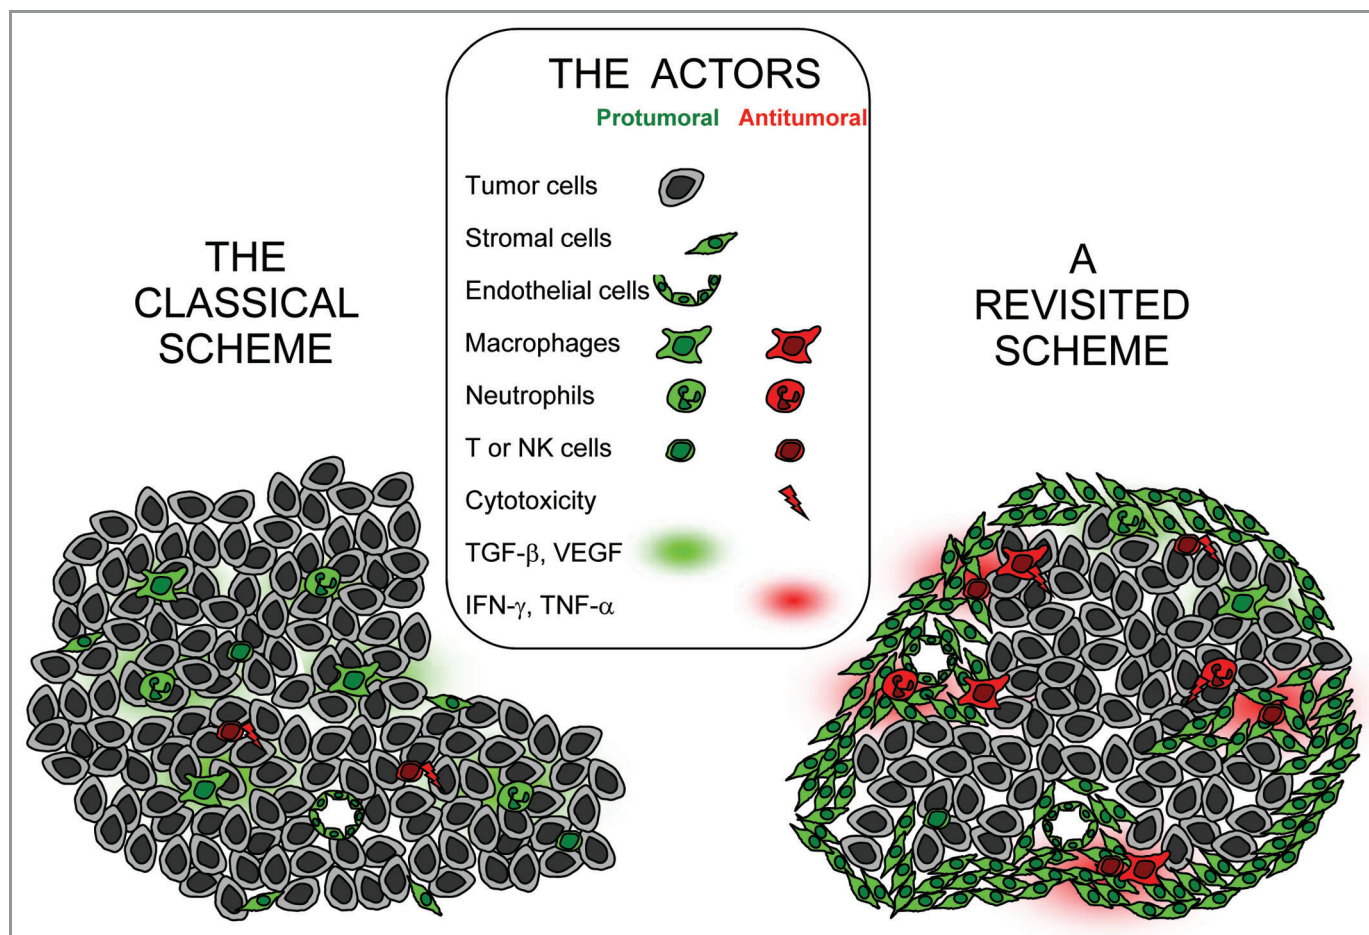 THE ACTORS
Protumoral Antitumoral
Tumor cells
Stromal cells
Endothelial cells
Macrophages
Neutrophils
T or NK cells
Cytotoxicity
TGF-β, VEGF
IFN-γ, TNF-α
THE
CLASSICAL
SCHEME
A
REVISITED
SCHEME